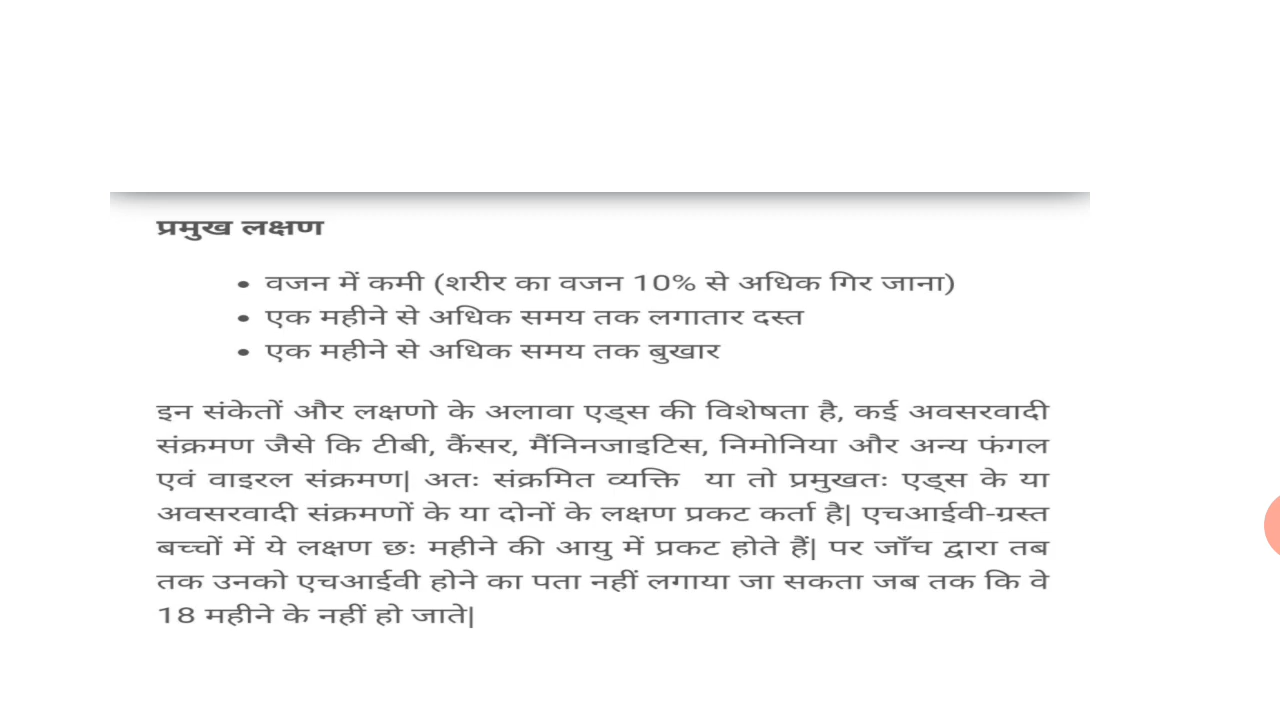 प्रमुख लक्षण
• वजन में कमी (शरीर का वजन 10% से अधिक गिर जाना)
• एक महीने से अधिक समय तक लगातार दस्त
• एक महीने से अधिक समय तक बुखार
इन संकेतों और लक्षणो के अलावा एड्स की विशेषता है, कई अवसरवादी
संक्रमण जैसे कि टीबी, कैंसर, मैंनिनजाइटिस, निमोनिया और अन्य फंगल
एवं वाइरल संक्रमण| अतः संक्रमित व्यक्ति या तो प्रमुखतः एड्स के या
अवसरवादी संक्रमणों के या दोनों के लक्षण प्रकट कर्ता है| एचआईवी-ग्रस्त
बच्चों में ये लक्षण छः महीने की आयु में प्रकट होते हैं| पर जाँच द्वारा तब
तक उनको एचआईवी होने का पता नहीं लगाया जा सकता जब तक कि वे
18 महीने के नहीं हो जाते|